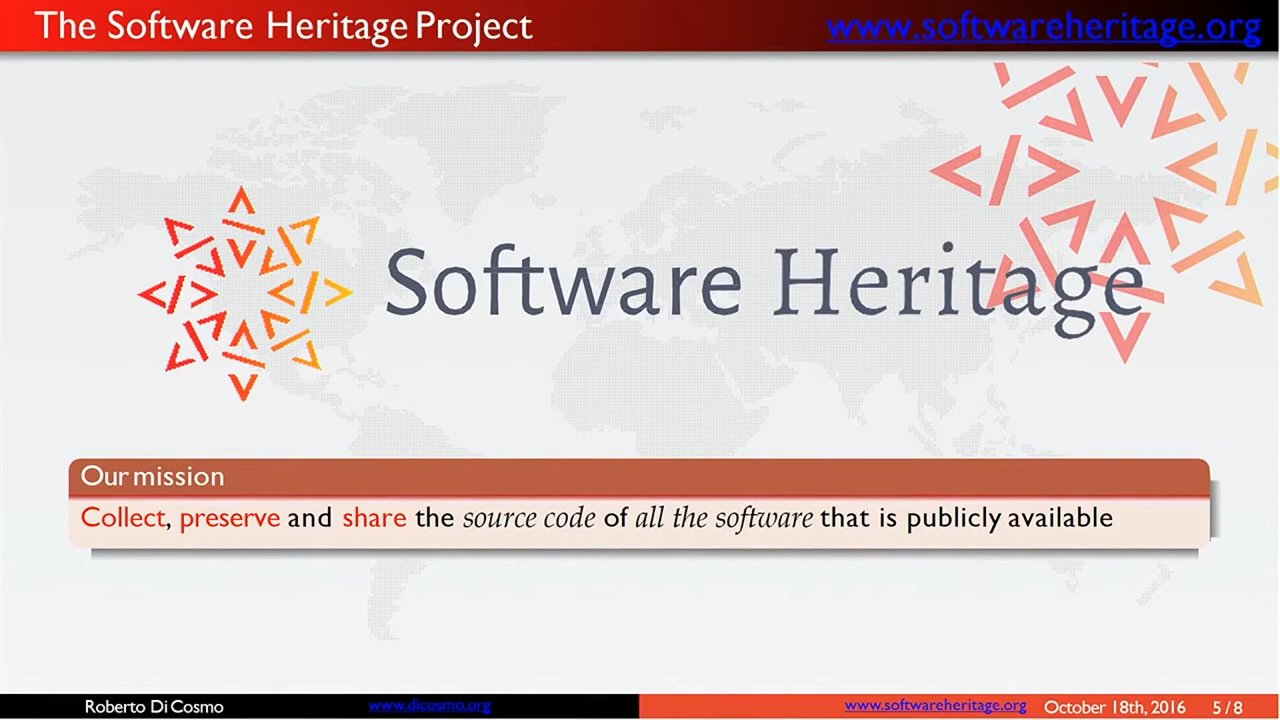 The Software Heritage Project www.softwareheritage.org
Software Heritage
Our mission
Collect, preserve and share the source code of all the software that is publicly available
Roberto Di Cosmo www.dicosmo.org www.softwareheritage.org October 18th, 2016 5 / 8